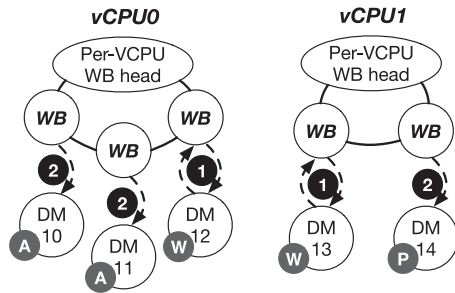 vCPU0
Per-VCPU
WB head
WB
WB
WB
2
2
1
DM
10
A
DM
11
A
DM
12
W
vCPU1
Per-VCPU
WB head
WB
WB
1
2
DM
13
W
DM
14
P